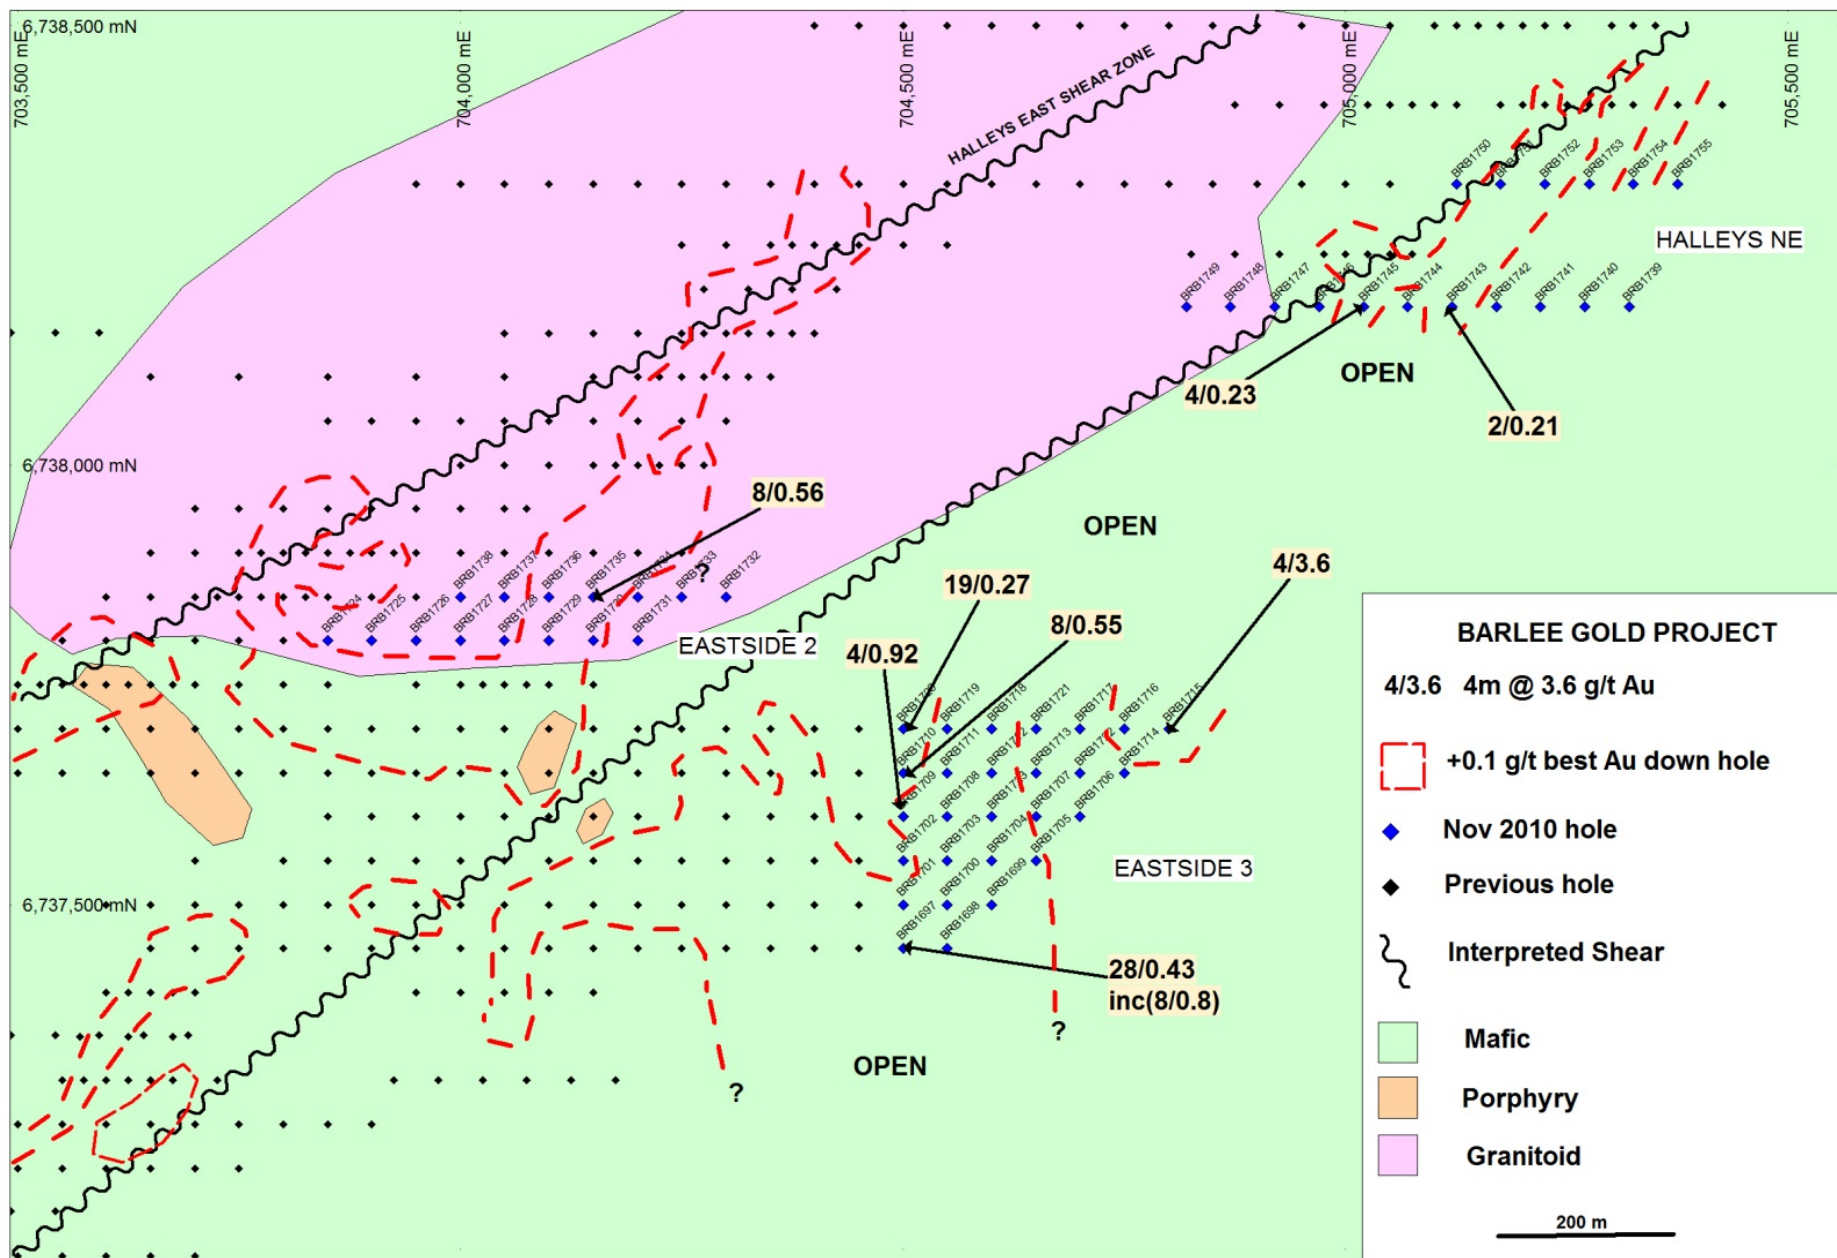 6,738,500 mN
703,500 mE
704,000 mE
704,500 mE
705,000 mE
705,500 mE
HALLEYS EAST SHEAR ZONE
BRB1750
BRB1752
BRB1753
BRB1754
BRB1755
HALLEYS NE
BRB1749
BRB1748
BRB1747
BRB1746
BRB1745
BRB1744
BRB1743
BRB1742
BRB1741
BRB1740
BRB1739
OPEN
4/0.23
2/0.21
6,738,000 mN
8/0.56
OPEN
BRB1738
BRB1737
BRB1736
BRB1735
BRB1733
BRB1732
?
BRB1724
BRB1725
BRB1726
BRB1727
BRB1728
BRB1729
BRB1731
EASTSIDE 2
4/3.6
19/0.27
8/0.55
4/0.92
BRB1719
BRB1718
BRB1721
BRB1717
BRB1716
BRB1715
BRB1710
BRB1711
BRB1713
BRB1714
BRB1709
BRB1708
BRB1707
BRB1706
BRB1702
BRB1703
BRB1704
BRB1705
BRB1701
BRB1700
BRB1699
EASTSIDE 3
6,737,500 mN
BRB1697
BRB1698
28/0.43
inc(8/0.8)
?
OPEN
?
BARLEE GOLD PROJECT
4/3.6 4m @ 3.6 g/t Au
+0.1 g/t best Au down hole
Nov 2010 hole
Previous hole
Interpreted Shear
Mafic
Porphyry
Granitoid
200 m